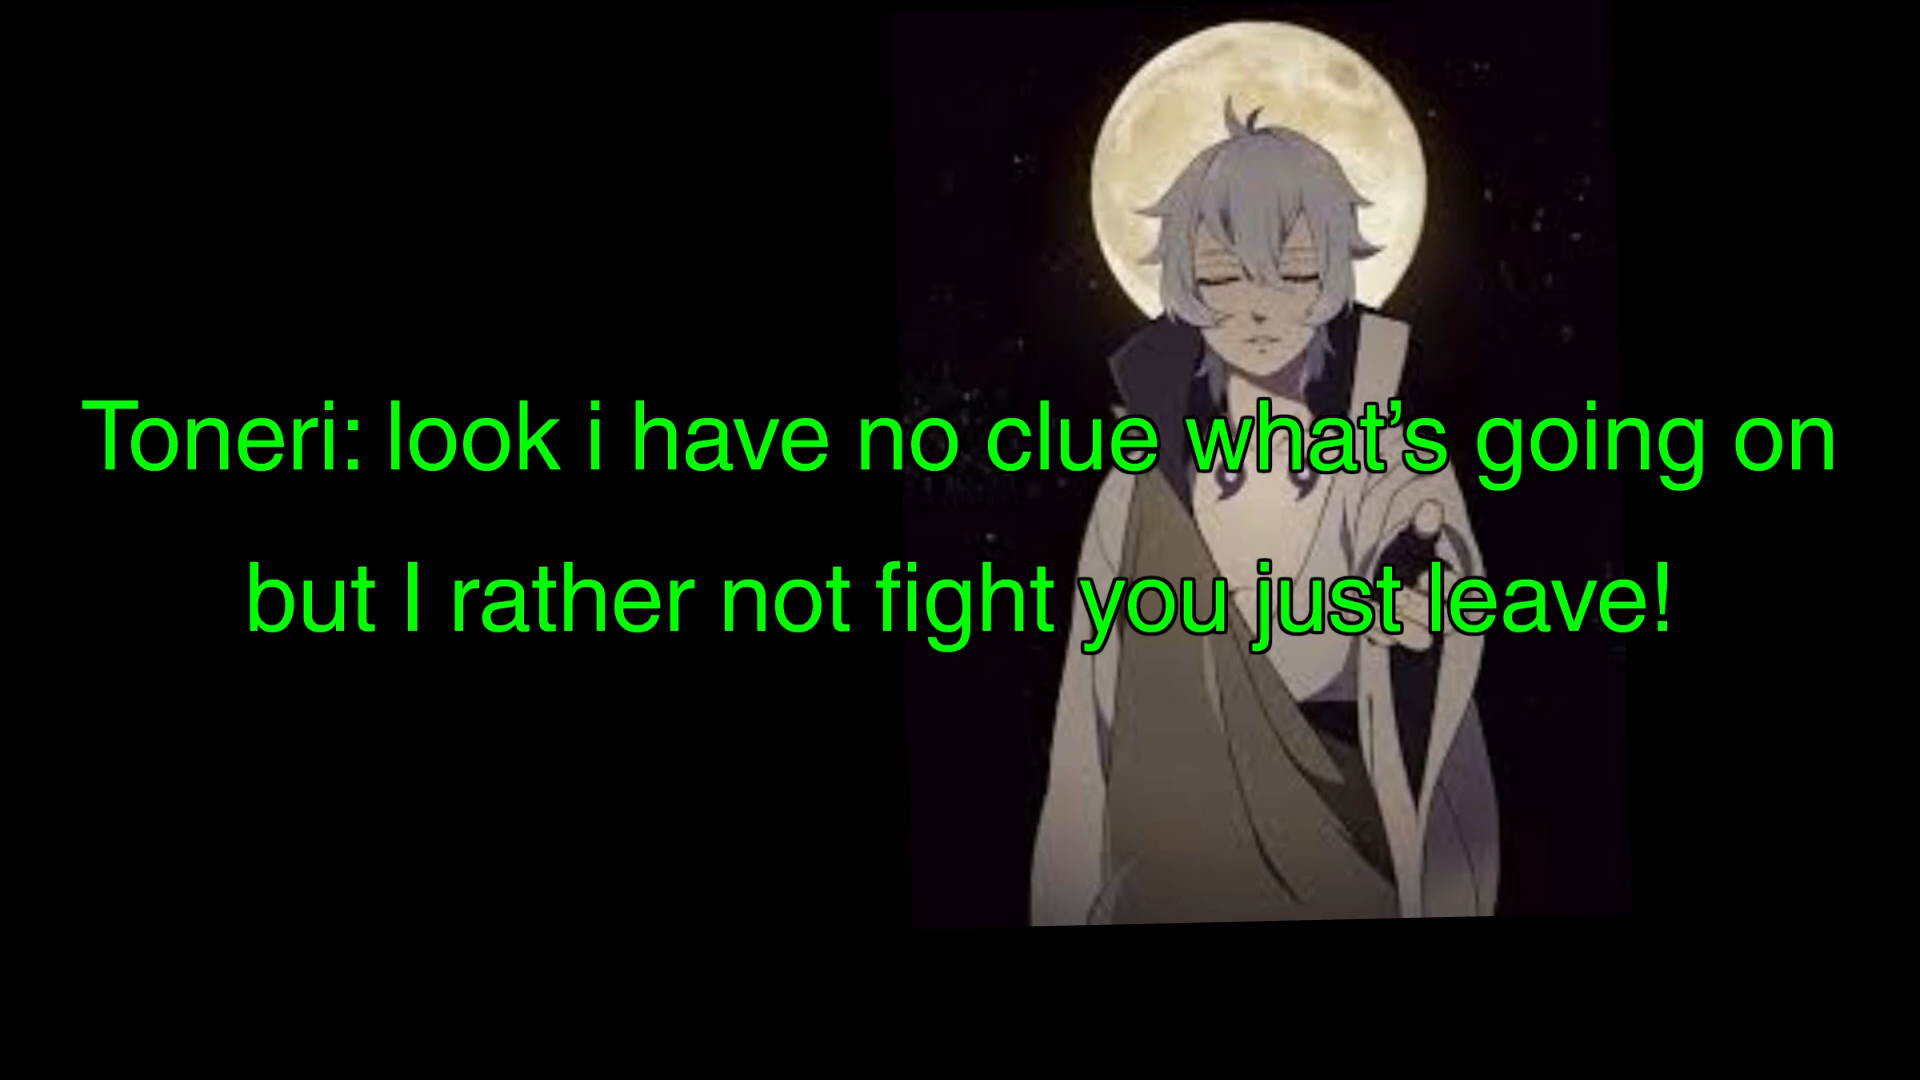 Toneri: look i have no clue what’s going on
but I rather not fight you just leave!